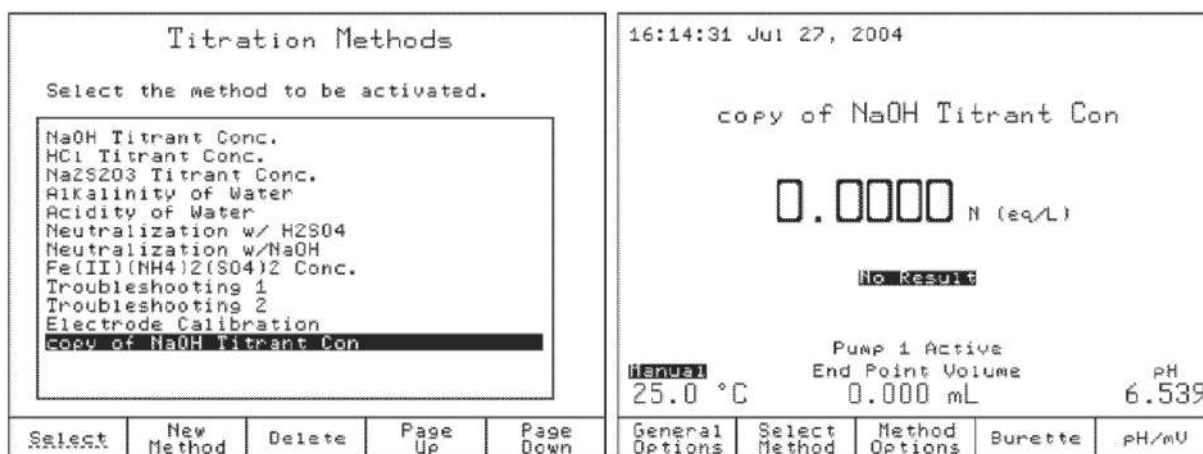 Titration Methods
Select the method to be activated.
NaOH Titrant Conc.
HCl Titrant Conc.
Na2S2O3 Titrant Conc.
Alkalinity of Water
Acidity of Water
Neutralization w/ H2SO4
Neutralization w/NaOH
Fe(II)(NH4)2(SO4)2 Conc.
Troubleshooting 1
Troubleshooting 2
Electrode Calibration
copy of NaOH Titrant Con
Select
New Method
Delete
Page Up
Page Down
16:14:31 Jul 27, 2004
copy of NaOH Titrant Con
0.0000 N (eq/L)
No Result
Pump 1 Active
Manual End Point Volume pH
25.0 °C 0.000 mL 6.539
General Options
Select Method
Method Options
Burette
pH/mV